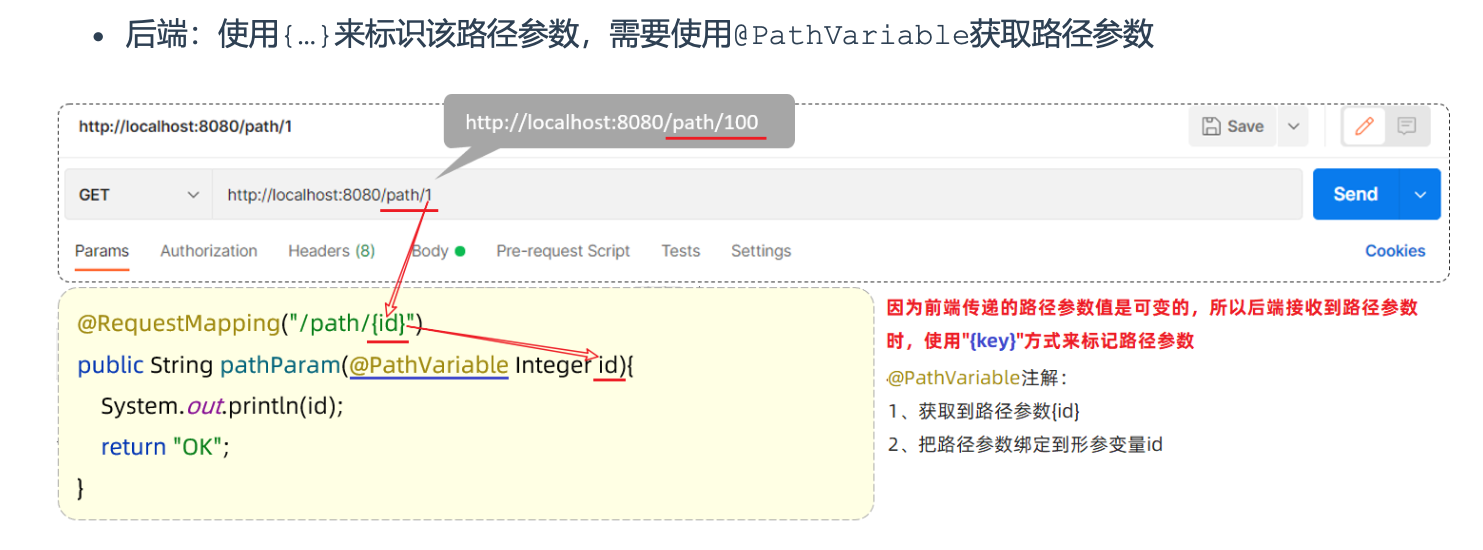 • 后端：使用{…}来标识该路径参数，需要使用@PathVariable获取路径参数
http://localhost:8080/path/1
http://localhost:8080/path/100
Save
GET
http://localhost:8080/path/1
Send
Params Authorization Headers (8) Body Pre-request Script Tests Settings Cookies
@RequestMapping("/path/{id}")
public String pathParam(@PathVariable Integer id){
System.out.println(id);
return "OK";
}
因为前端传递的路径参数值是可变的，所以后端接收到路径参数
时，使用"{key}"方式来标记路径参数
@PathVariable注解：
1、获取到路径参数{id}
2、把路径参数绑定到形参变量id